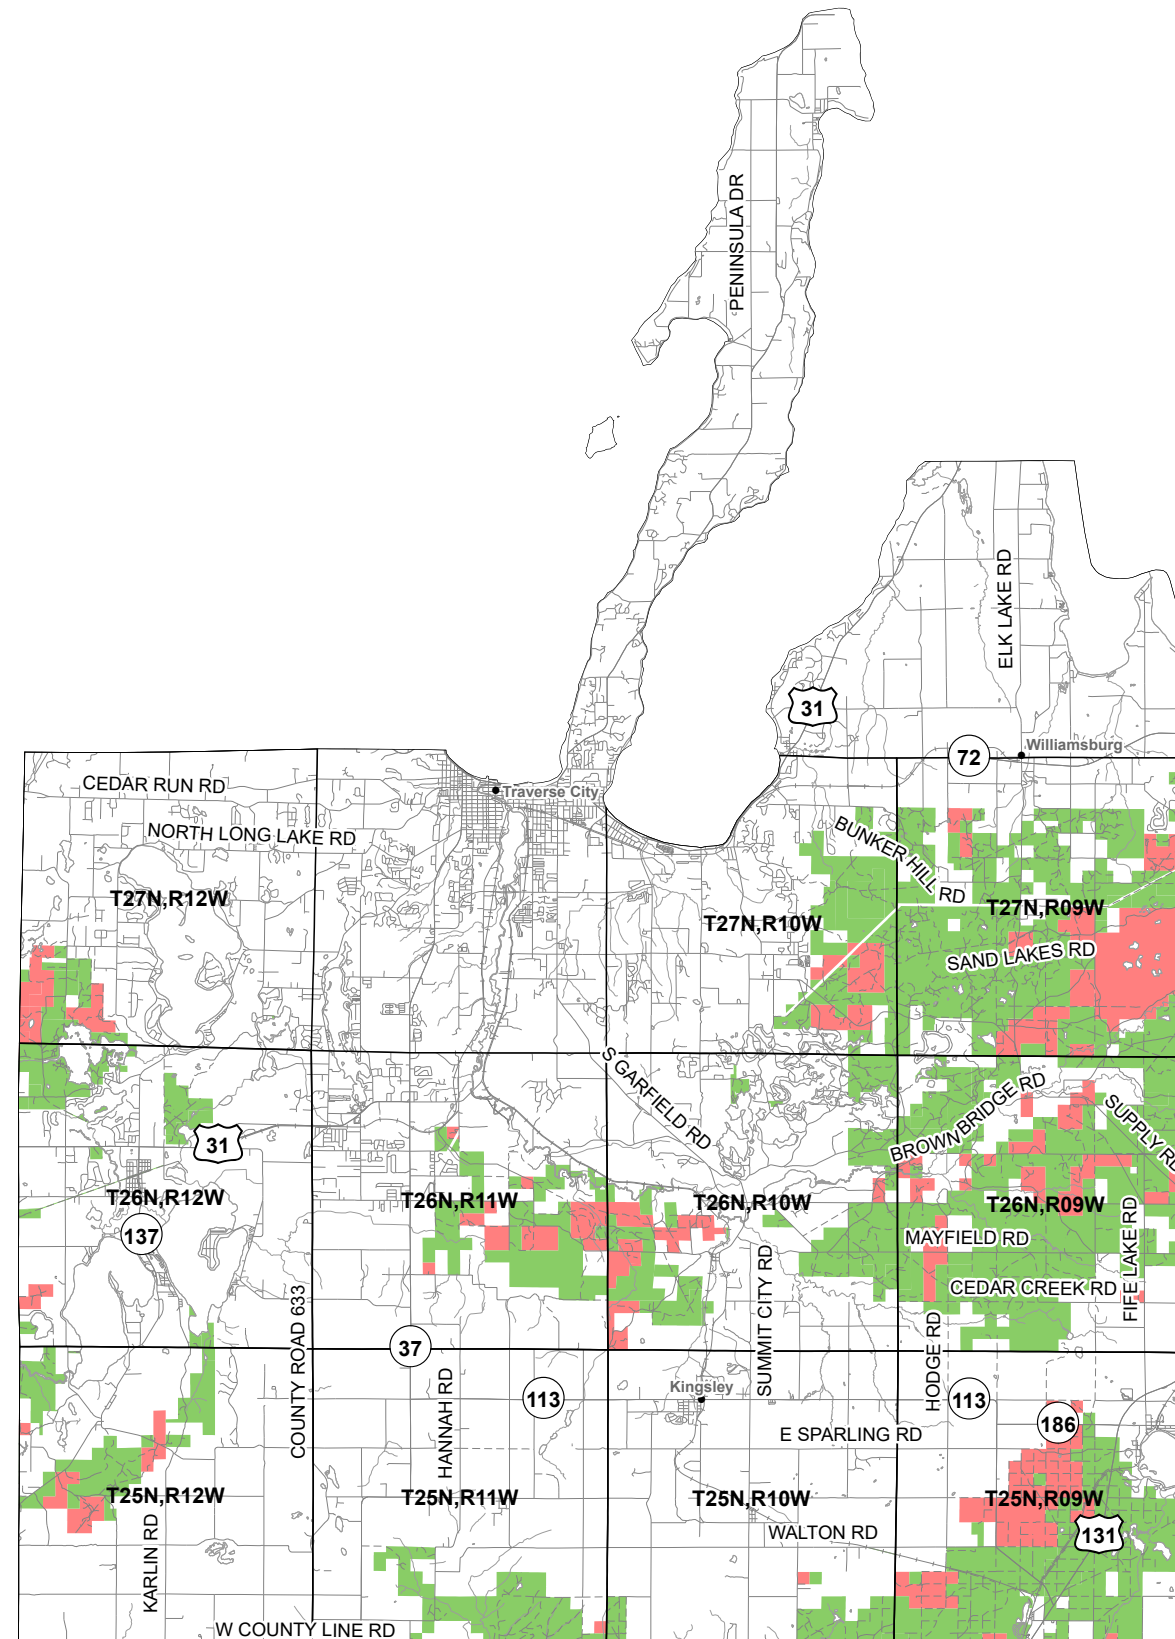 PENINSULA DR
ELK LAKE RD
31
72
Williamsburg
CEDAR RUN RD
Traverse City
NORTH LONG LAKE RD
BUNKER HILL RD
T27N,R12W
T27N,R10W
T27N,R09W
SAND LAKES RD
S GARFIELD RD
BROWN BRIDGE RD
SUPPLY RD
31
T26N,R12W
T26N,R11W
T26N,R10W
T26N,R09W
137
MAYFIELD RD
FIFE LAKE RD
CEDAR CREEK RD
SUMMIT CITY RD
COUNTY ROAD 633
37
HODGE RD
HANNAH RD
113
Kingsley
113
186
E SPARLING RD
T25N,R12W
T25N,R11W
T25N,R10W
T25N,R09W
WALTON RD
131
KARLIN RD
W COUNTY LINE RD